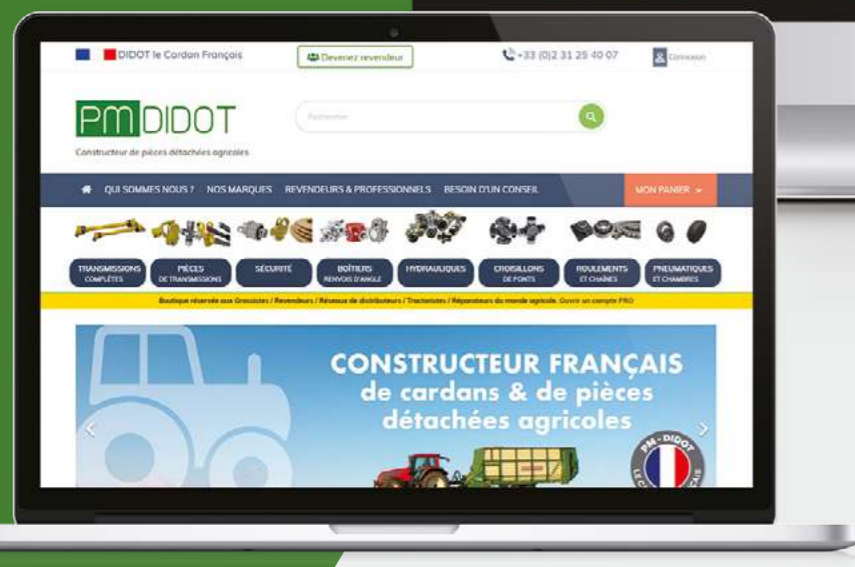 DIDOT le Cardan Français
Devenez revendeur
+33 (0)2 31 25 40 07
Connexion
PMDIDOT
Rechercher
Constructeur de pièces détachées agricoles
QUI SOMMES NOUS ?
NOS MARQUES
REVENDEURS & PROFESSIONNELS
BESOIN D'UN CONSEIL
MON PANIER
TRANSMISSIONS
COMPLÈTES
PIÈCES
DE TRANSMISSIONS
SÉCURITÉ
BOÎTIERS
RENVOIS D'ANGLE
HYDRAULIQUES
CROISILLONS
DE PONTS
ROULEMENTS
ET CHAÎNES
PNEUMATIQUES
ET CHAMBRES
Boutique réservée aux Grossistes / Revendeurs / Réseaux de distributeurs / Tractoristes / Réparateurs du monde agricole. Ouvrir un compte PRO
CONSTRUCTEUR FRANÇAIS
de cardans & de pièces
détachées agricoles
PM - DIDOT